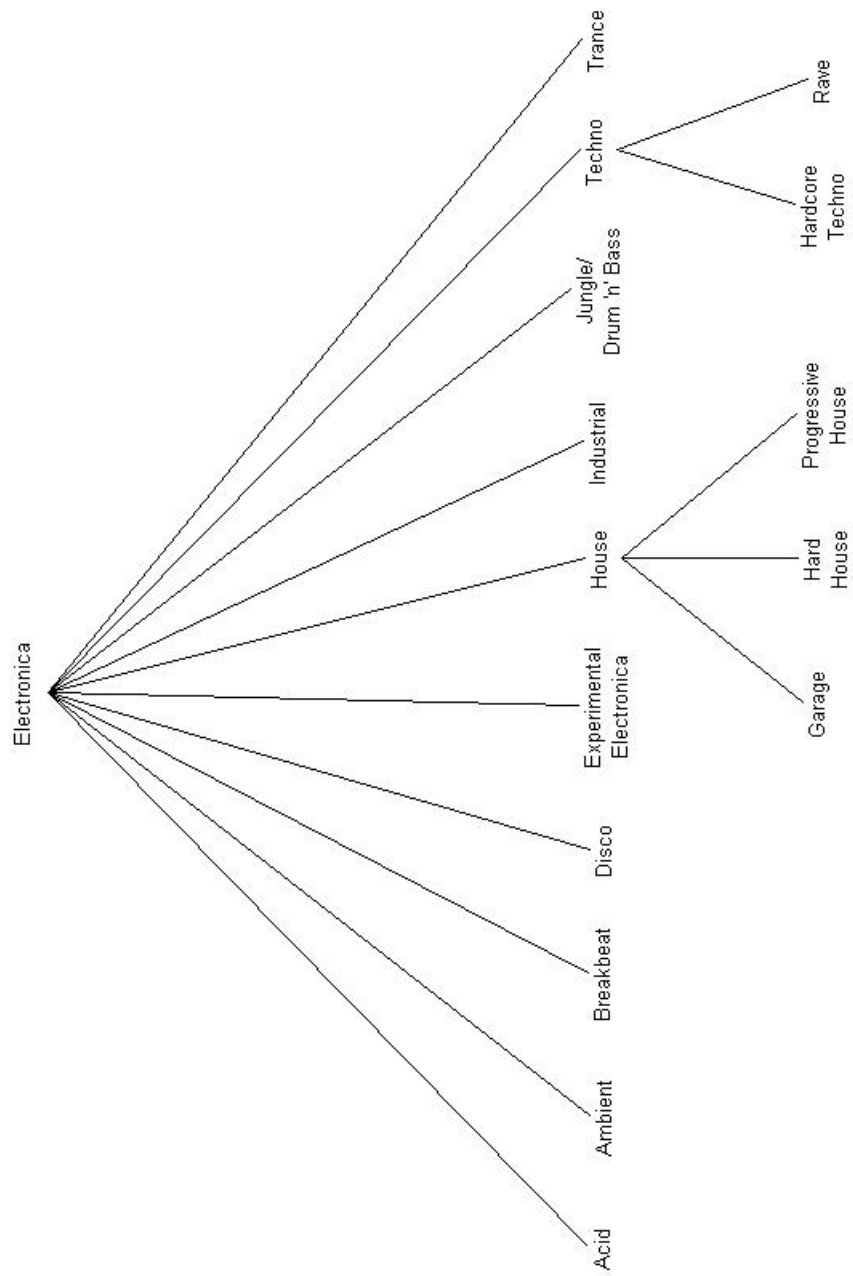 Electronica
Acid
Ambient
Breakbeat
Disco
Experimental
Electronica
House
Industrial
Jungle/
Drum 'n' Bass
Techno
Trance
Garage
Hard
House
Progressive
House
Hardcore
Techno
Rave